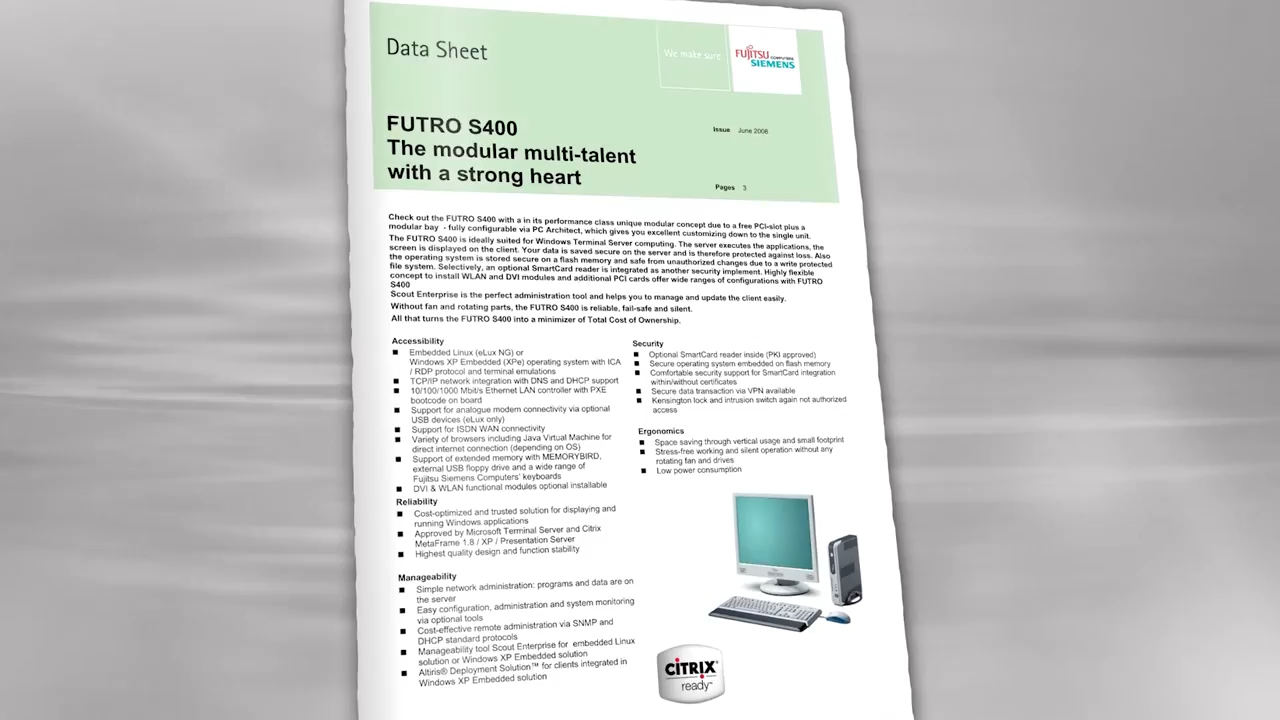 Data Sheet
We make sure
FUJITSU COMPUTERS
SIEMENS
FUTRO S400
The modular multi-talent
with a strong heart
Issue June 2006
Pages 3
Check out the FUTRO S400 with a in its performance class unique modular concept due to a free PCI-slot plus a
modular bay - fully configurable via PC Architect, which gives you excellent customizing down to the single unit.
The FUTRO S400 is ideally suited for Windows Terminal Server computing. The server executes the applications, the
screen is displayed on the client. Your data is saved secure on the server and is therefore protected against loss. Also
the operating system is stored secure on a flash memory and safe from unauthorized changes due to a write protected
file system. Selectively, an optional SmartCard reader is integrated as another security implement. Highly flexible
concept to install WLAN and DVI modules and additional PCI cards offer wide ranges of configurations with FUTRO
S400
Scout Enterprise is the perfect administration tool and helps you to manage and update the client easily.
Without fan and rotating parts, the FUTRO S400 is reliable, fail-safe and silent.
All that turns the FUTRO S400 into a minimizer of Total Cost of Ownership.
Accessibility
■ Embedded Linux (eLux NG) or
Windows XP Embedded (XPe) operating system with ICA
/ RDP protocol and terminal emulations
■ TCP/IP network integration with DNS and DHCP support
■ 10/100/1000 Mbit/s Ethernet LAN controller with PXE
bootcode on board
■ Support for analogue modem connectivity via optional
USB devices (eLux only)
■ Support for ISDN WAN connectivity
■ Variety of browsers including Java Virtual Machine for
direct internet connection (depending on OS)
■ Support of extended memory with MEMORYBIRD,
external USB floppy drive and a wide range of
Fujitsu Siemens Computers' keyboards
■ DVI & WLAN functional modules optional installable
Reliability
■ Cost-optimized and trusted solution for displaying and
running Windows applications
■ Approved by Microsoft Terminal Server and Citrix
MetaFrame 1.8 / XP / Presentation Server
■ Highest quality design and function stability
Manageability
■ Simple network administration: programs and data are on
the server
■ Easy configuration, administration and system monitoring
via optional tools
■ Cost-effective remote administration via SNMP and
DHCP standard protocols
■ Manageability tool Scout Enterprise for embedded Linux
solution or Windows XP Embedded solution
■ Altiris® Deployment Solution™ for clients integrated in
Windows XP Embedded solution
Security
■ Optional SmartCard reader inside (PKI approved)
■ Secure operating system embedded on flash memory
■ Comfortable security support for SmartCard integration
within/without certificates
■ Secure data transaction via VPN available
■ Kensington lock and intrusion switch again not authorized
access
Ergonomics
■ Space saving through vertical usage and small footprint
■ Stress-free working and silent operation without any
rotating fan and drives
■ Low power consumption
CITRIX®
ready™